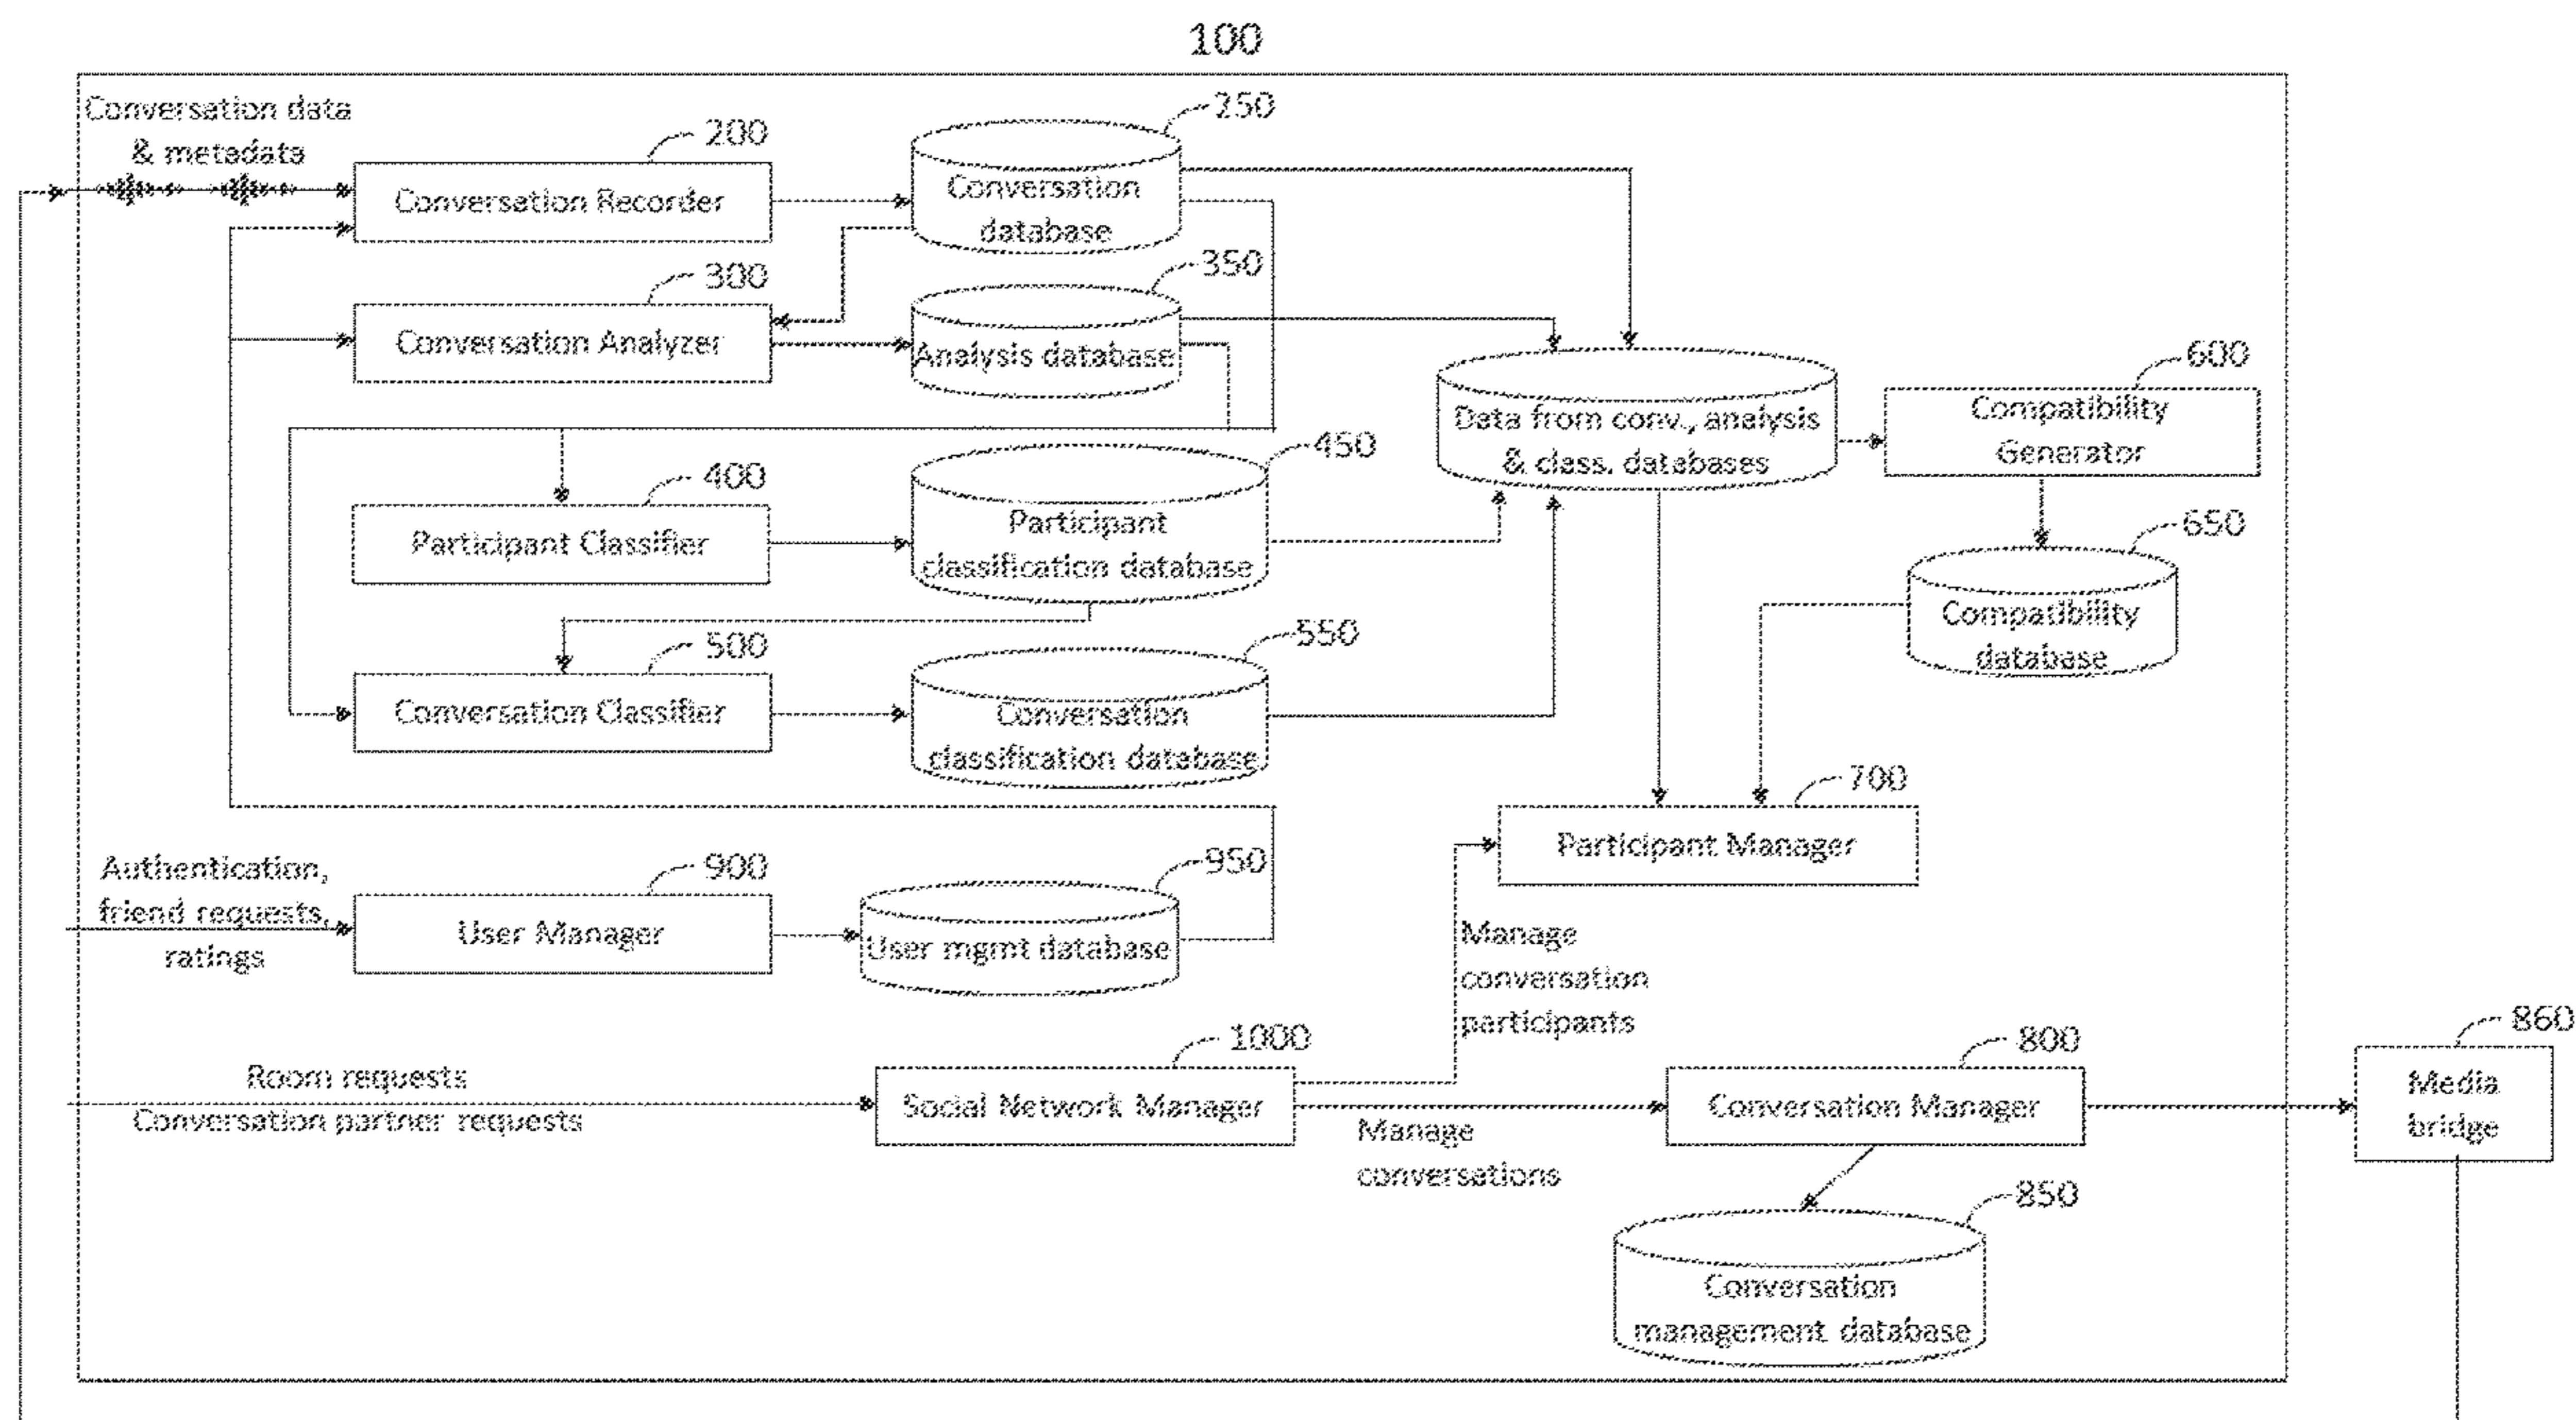 100
Conversation data
& metadata
200
Conversation Recorder
250
Conversation
database
300
Conversation Analyzer
350
Analysis database
400
Participant Classifier
450
Participant
classification database
Data from conv., analysis
& class. databases
600
Compatibility
Generator
650
Compatibility
database
500
Conversation Classifier
550
Conversation
classification database
700
Participant Manager
Authentication,
friend requests,
ratings
900
User Manager
950
User mgmt database
Manage
conversation
participants
Room requests
Conversation partner requests
1000
Social Network Manager
Manage
conversations
800
Conversation Manager
860
Media
bridge
850
Conversation
management database